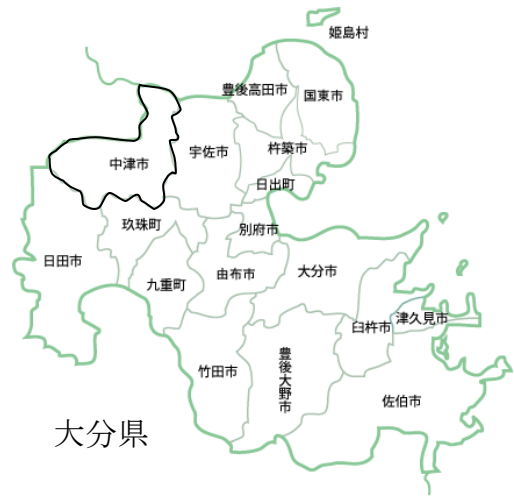 姫島村
豊後高田市
国東市
中津市
宇佐市
杵築市
日出町
玖珠町
別府市
日田市
九重町
由布市
大分市
臼杵市
津久見市
竹田市
豊後大野市
佐伯市
大分県